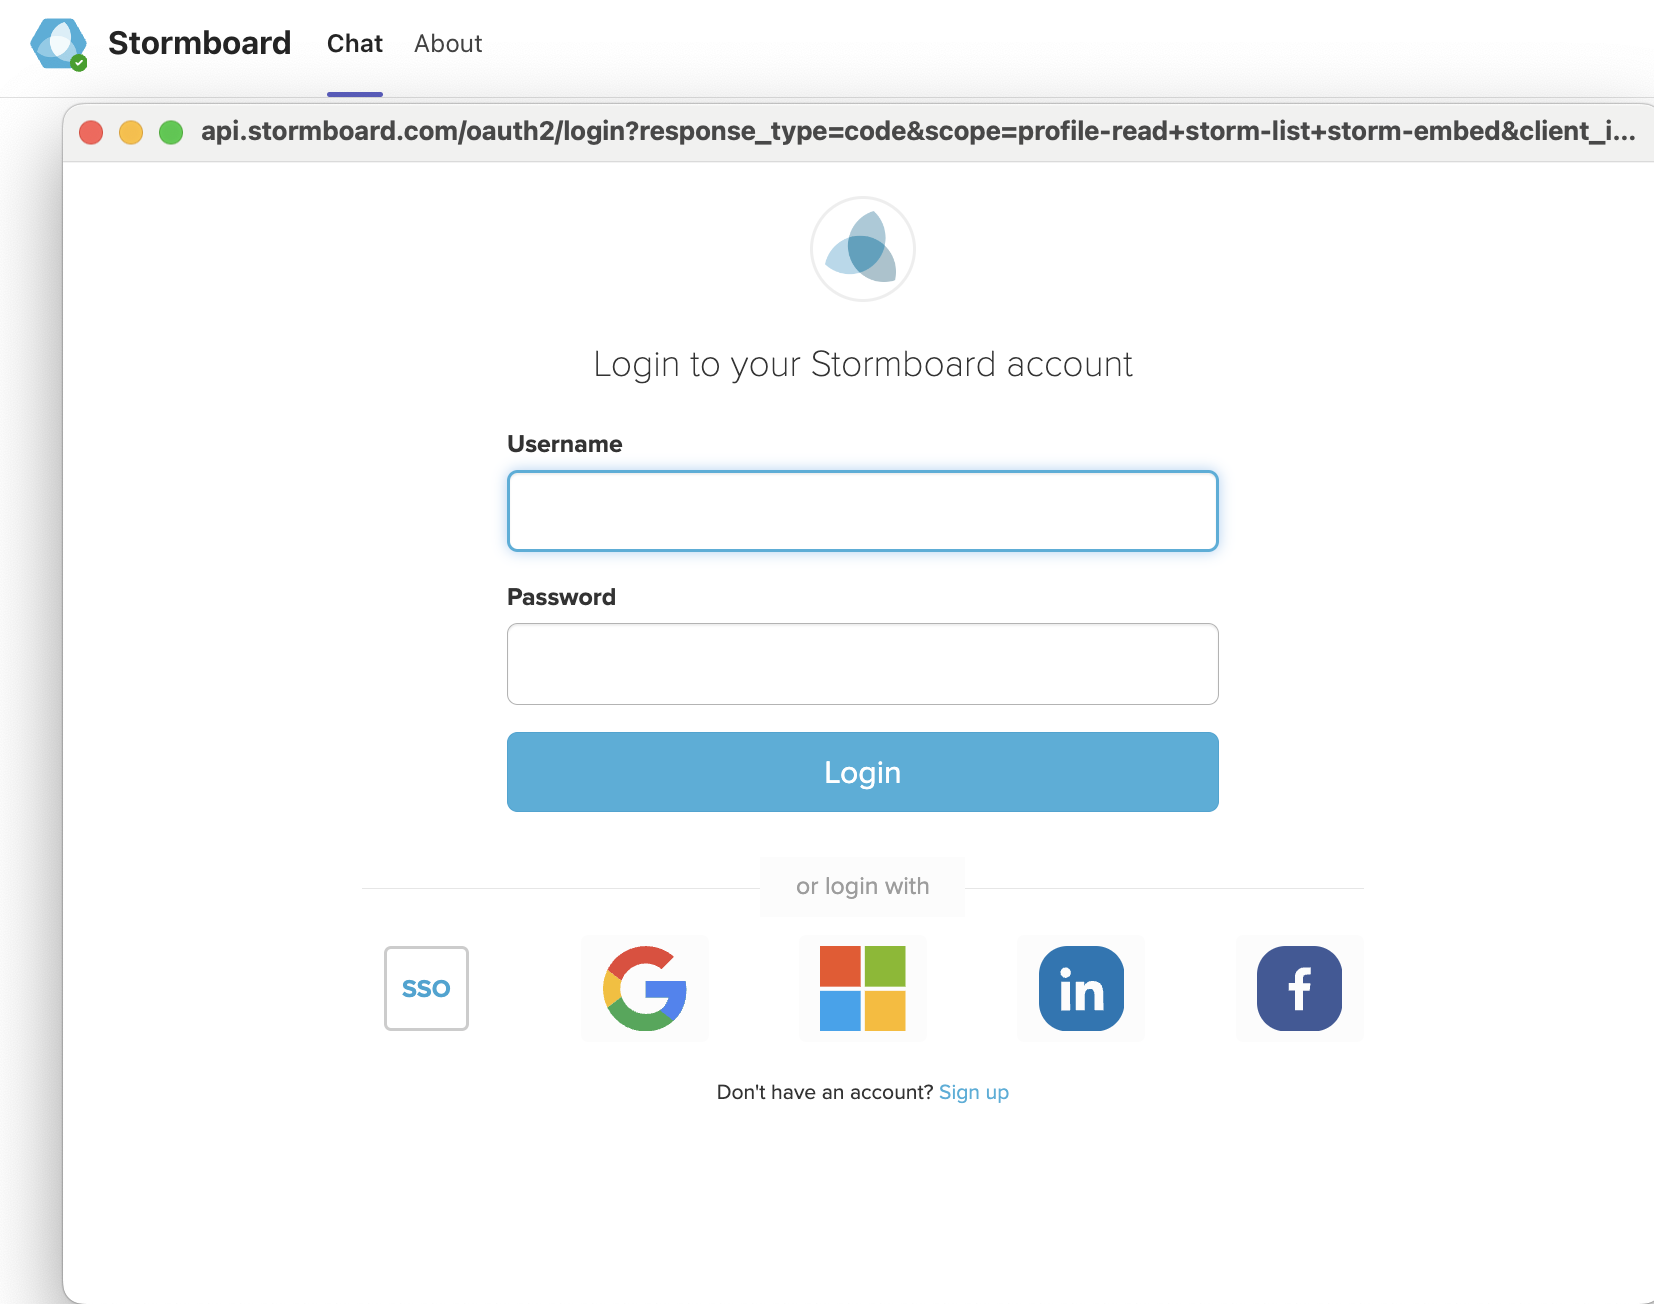 Stormboard Chat About
api.stormboard.com/oauth2/login?response_type=code&scope=profile-read+storm-list+storm-embed&client_i...
Login to your Stormboard account
Username
Password
Login
or login with
SSO
in
f
Don't have an account? Sign up